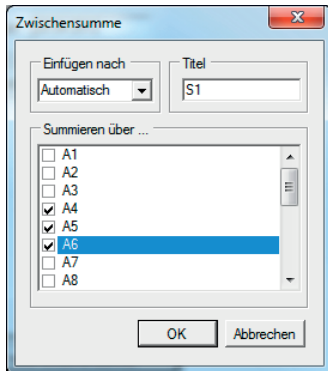 Zwischensumme
Einfügen nach
Titel
Automatisch
S1
Summieren über ...
A1
A2
A3
A4
A5
A6
A7
A8
OK
Abbrechen